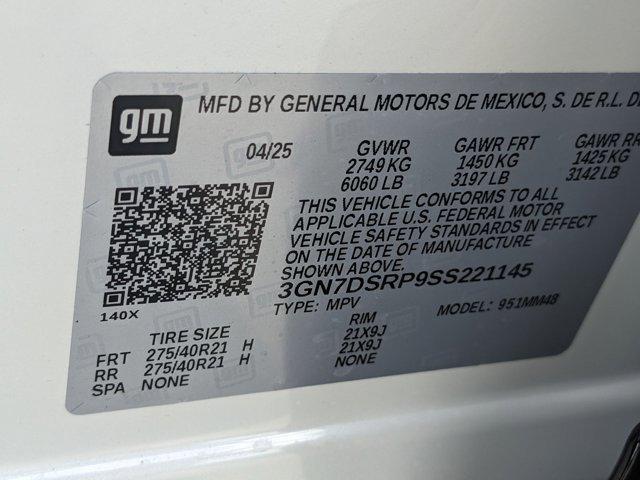 gm
MFD BY GENERAL MOTORS DE MEXICO, S. DE R.L. DE
04/25 GVWR GAWR FRT GAWR RR
2749 KG 1450 KG 1425 KG
6060 LB 3197 LB 3142 LB
THIS VEHICLE CONFORMS TO ALL
APPLICABLE U.S. FEDERAL MOTOR
VEHICLE SAFETY STANDARDS IN EFFECT
ON THE DATE OF MANUFACTURE
SHOWN ABOVE.
3GN7DSRP9SS221145
140X TYPE: MPV MODEL: 951MM48
TIRE SIZE RIM
FRT 275/40R21 H 21X9J
RR 275/40R21 H 21X9J
SPA NONE NONE